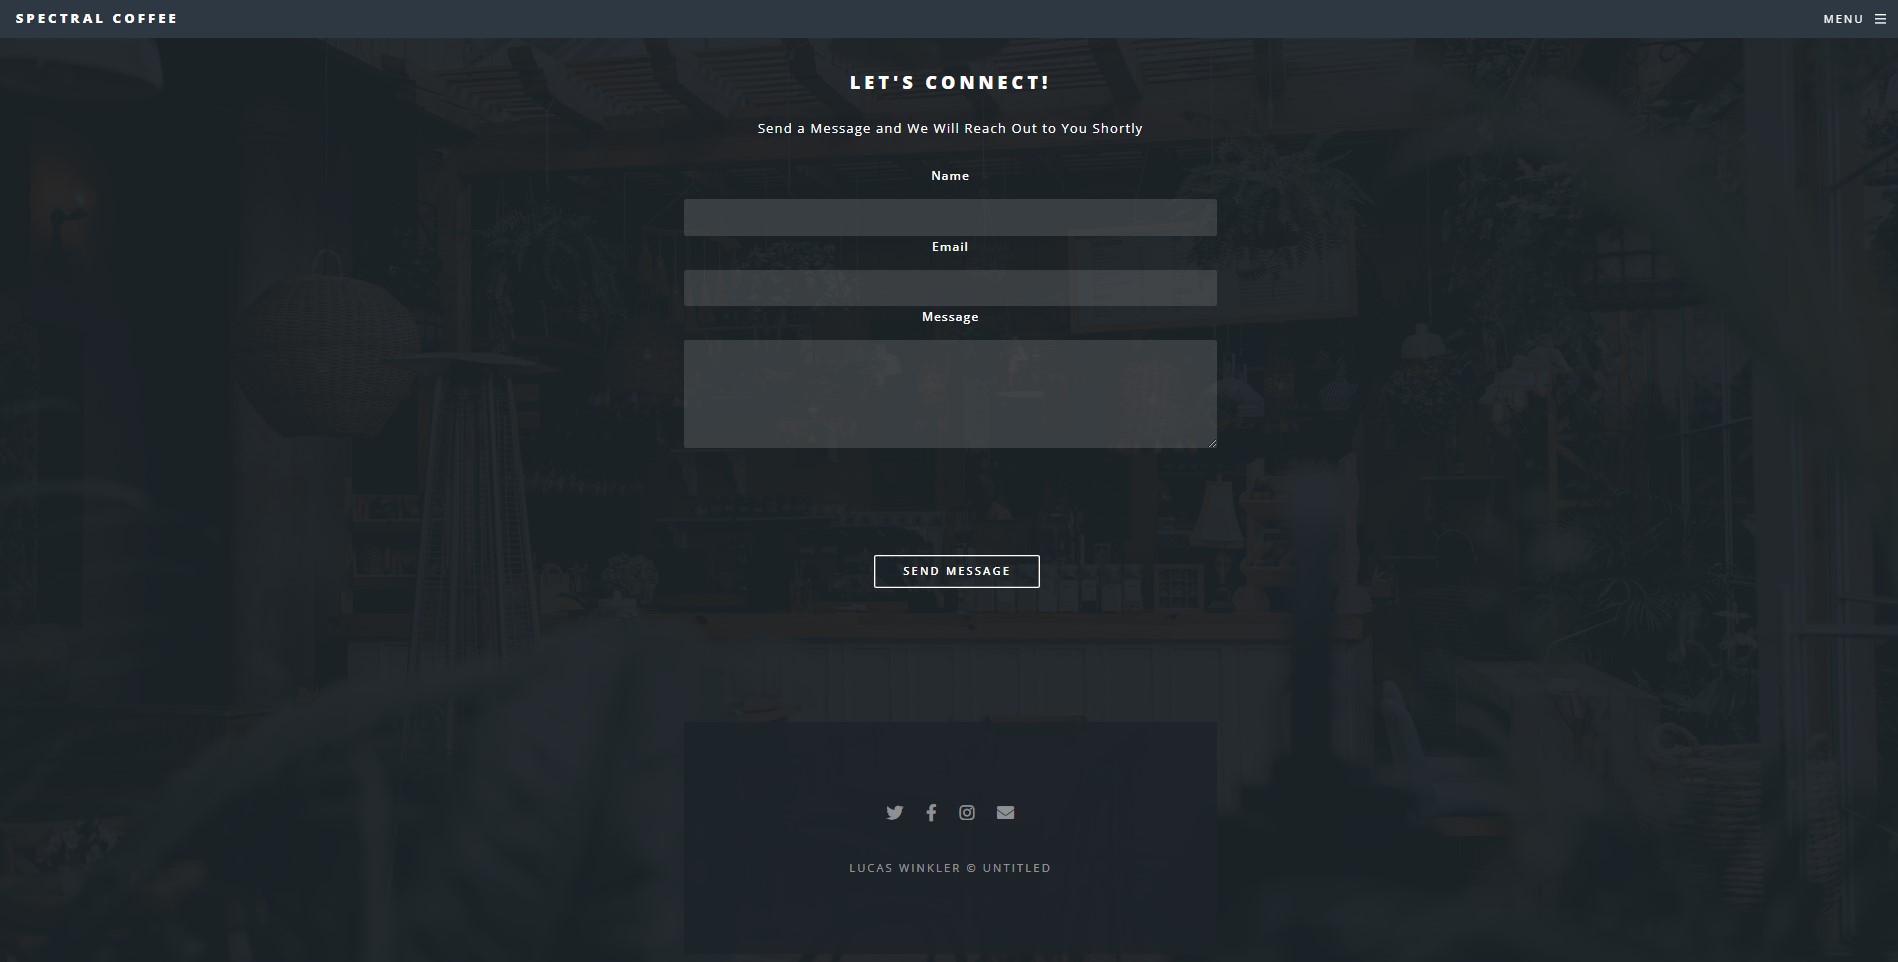 SPECTRAL COFFEE
MENU
LET'S CONNECT!
Send a Message and We Will Reach Out to You Shortly
Name
Email
Message
SEND MESSAGE
LUCAS WINKLER © UNTITLED